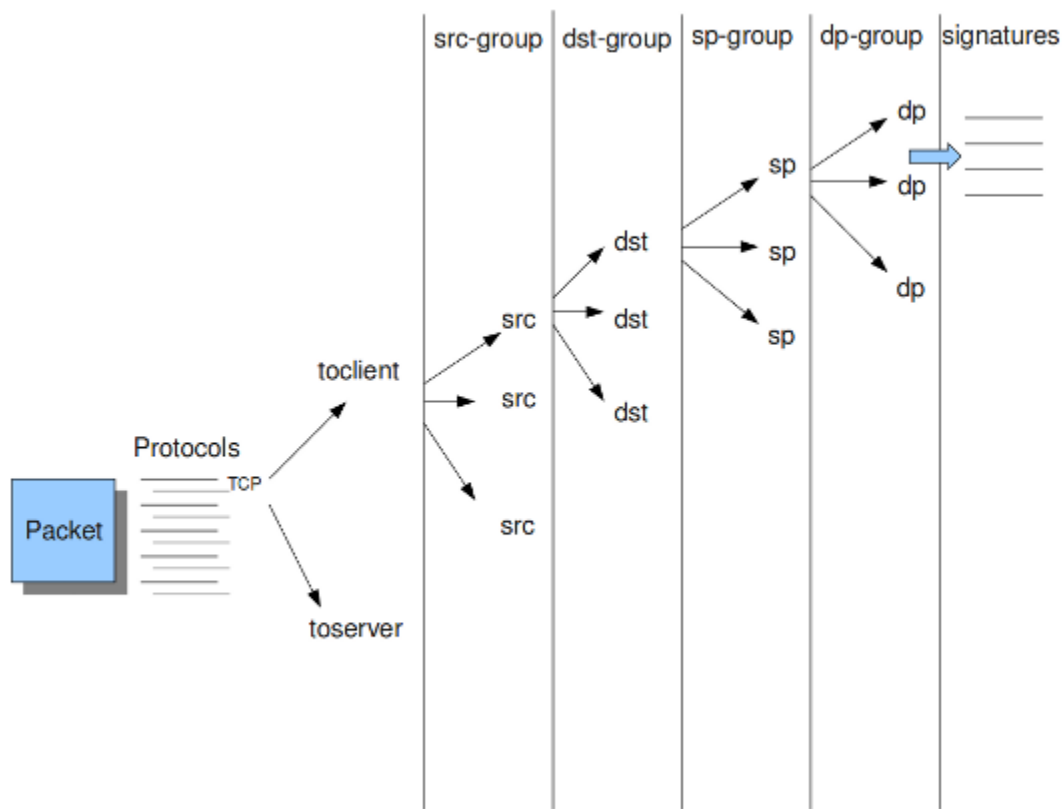 src-group dst-group sp-group dp-group signatures
dp
sp
dp
dst
sp
dp
src
dst
sp
toclient
src
dst
Protocols
TCP
Packet
src
toserver